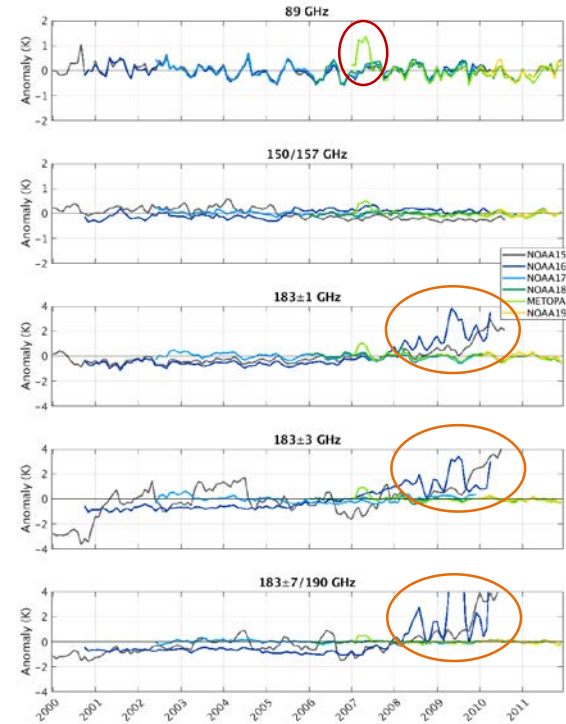 89 GHz
2
1
0
−1
−2
Anomaly (K)
150/157 GHz
2
1
0
−1
−2
Anomaly (K)
NOAA15
NOAA16
NOAA17
NOAA18
METOPA
NOAA19
183±1 GHz
4
2
0
−2
−4
Anomaly (K)
183±3 GHz
4
2
0
−2
−4
Anomaly (K)
183±7/190 GHz
4
2
0
−2
−4
Anomaly (K)
2000 2001 2002 2003 2004 2005 2006 2007 2008 2009 2010 2011